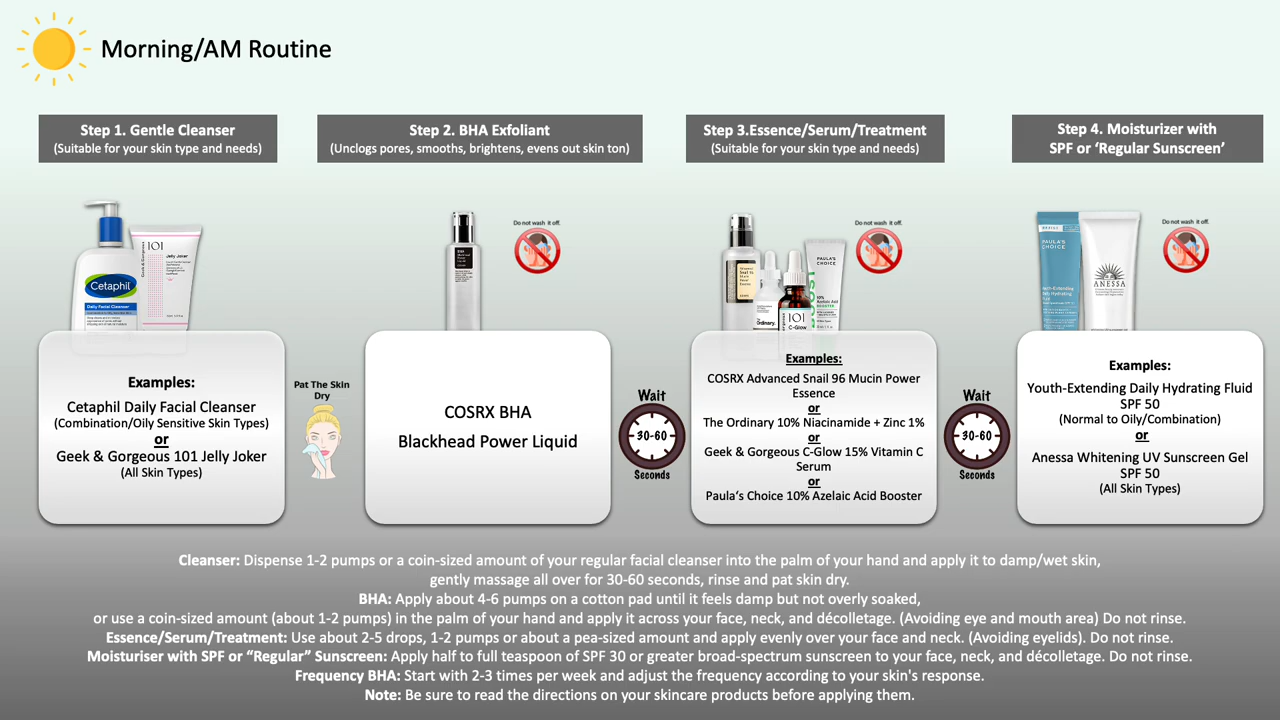 Morning/AM Routine
Step 1. Gentle Cleanser
(Suitable for your skin type and needs)
Step 2. BHA Exfoliant
(Unclogs pores, smooths, brightens, evens out skin ton)
Step 3.Essence/Serum/Treatment
(Suitable for your skin type and needs)
Step 4. Moisturizer with
SPF or ‘Regular Sunscreen’
Cetaphil
Daily Facial Cleanser
101
Jelly Joker
Do not wash it off.
PAULA'S
CHOICE
Ordinary
101
C-Glow
Do not wash it off.
PAULA'S
CHOICE
ANESSA
Do not wash it off.
Examples:
Cetaphil Daily Facial Cleanser
(Combination/Oily Sensitive Skin Types)
or
Geek & Gorgeous 101 Jelly Joker
(All Skin Types)
Pat The Skin
Dry
COSRX BHA
Blackhead Power Liquid
Wait
30-60
Seconds
Examples:
COSRX Advanced Snail 96 Mucin Power
Essence
or
The Ordinary 10% Niacinamide + Zinc 1%
or
Geek & Gorgeous C-Glow 15% Vitamin C
Serum
or
Paula‘s Choice 10% Azelaic Acid Booster
Wait
30-60
Seconds
Examples:
Youth-Extending Daily Hydrating Fluid
SPF 50
(Normal to Oily/Combination)
or
Anessa Whitening UV Sunscreen Gel
SPF 50
(All Skin Types)
Cleanser: Dispense 1-2 pumps or a coin-sized amount of your regular facial cleanser into the palm of your hand and apply it to damp/wet skin,
gently massage all over for 30-60 seconds, rinse and pat skin dry.
BHA: Apply about 4-6 pumps on a cotton pad until it feels damp but not overly soaked,
or use a coin-sized amount (about 1-2 pumps) in the palm of your hand and apply it across your face, neck, and décolletage. (Avoiding eye and mouth area) Do not rinse.
Essence/Serum/Treatment: Use about 2-5 drops, 1-2 pumps or about a pea-sized amount and apply evenly over your face and neck. (Avoiding eyelids). Do not rinse.
Moisturiser with SPF or “Regular” Sunscreen: Apply half to full teaspoon of SPF 30 or greater broad-spectrum sunscreen to your face, neck, and décolletage. Do not rinse.
Frequency BHA: Start with 2-3 times per week and adjust the frequency according to your skin's response.
Note: Be sure to read the directions on your skincare products before applying them.